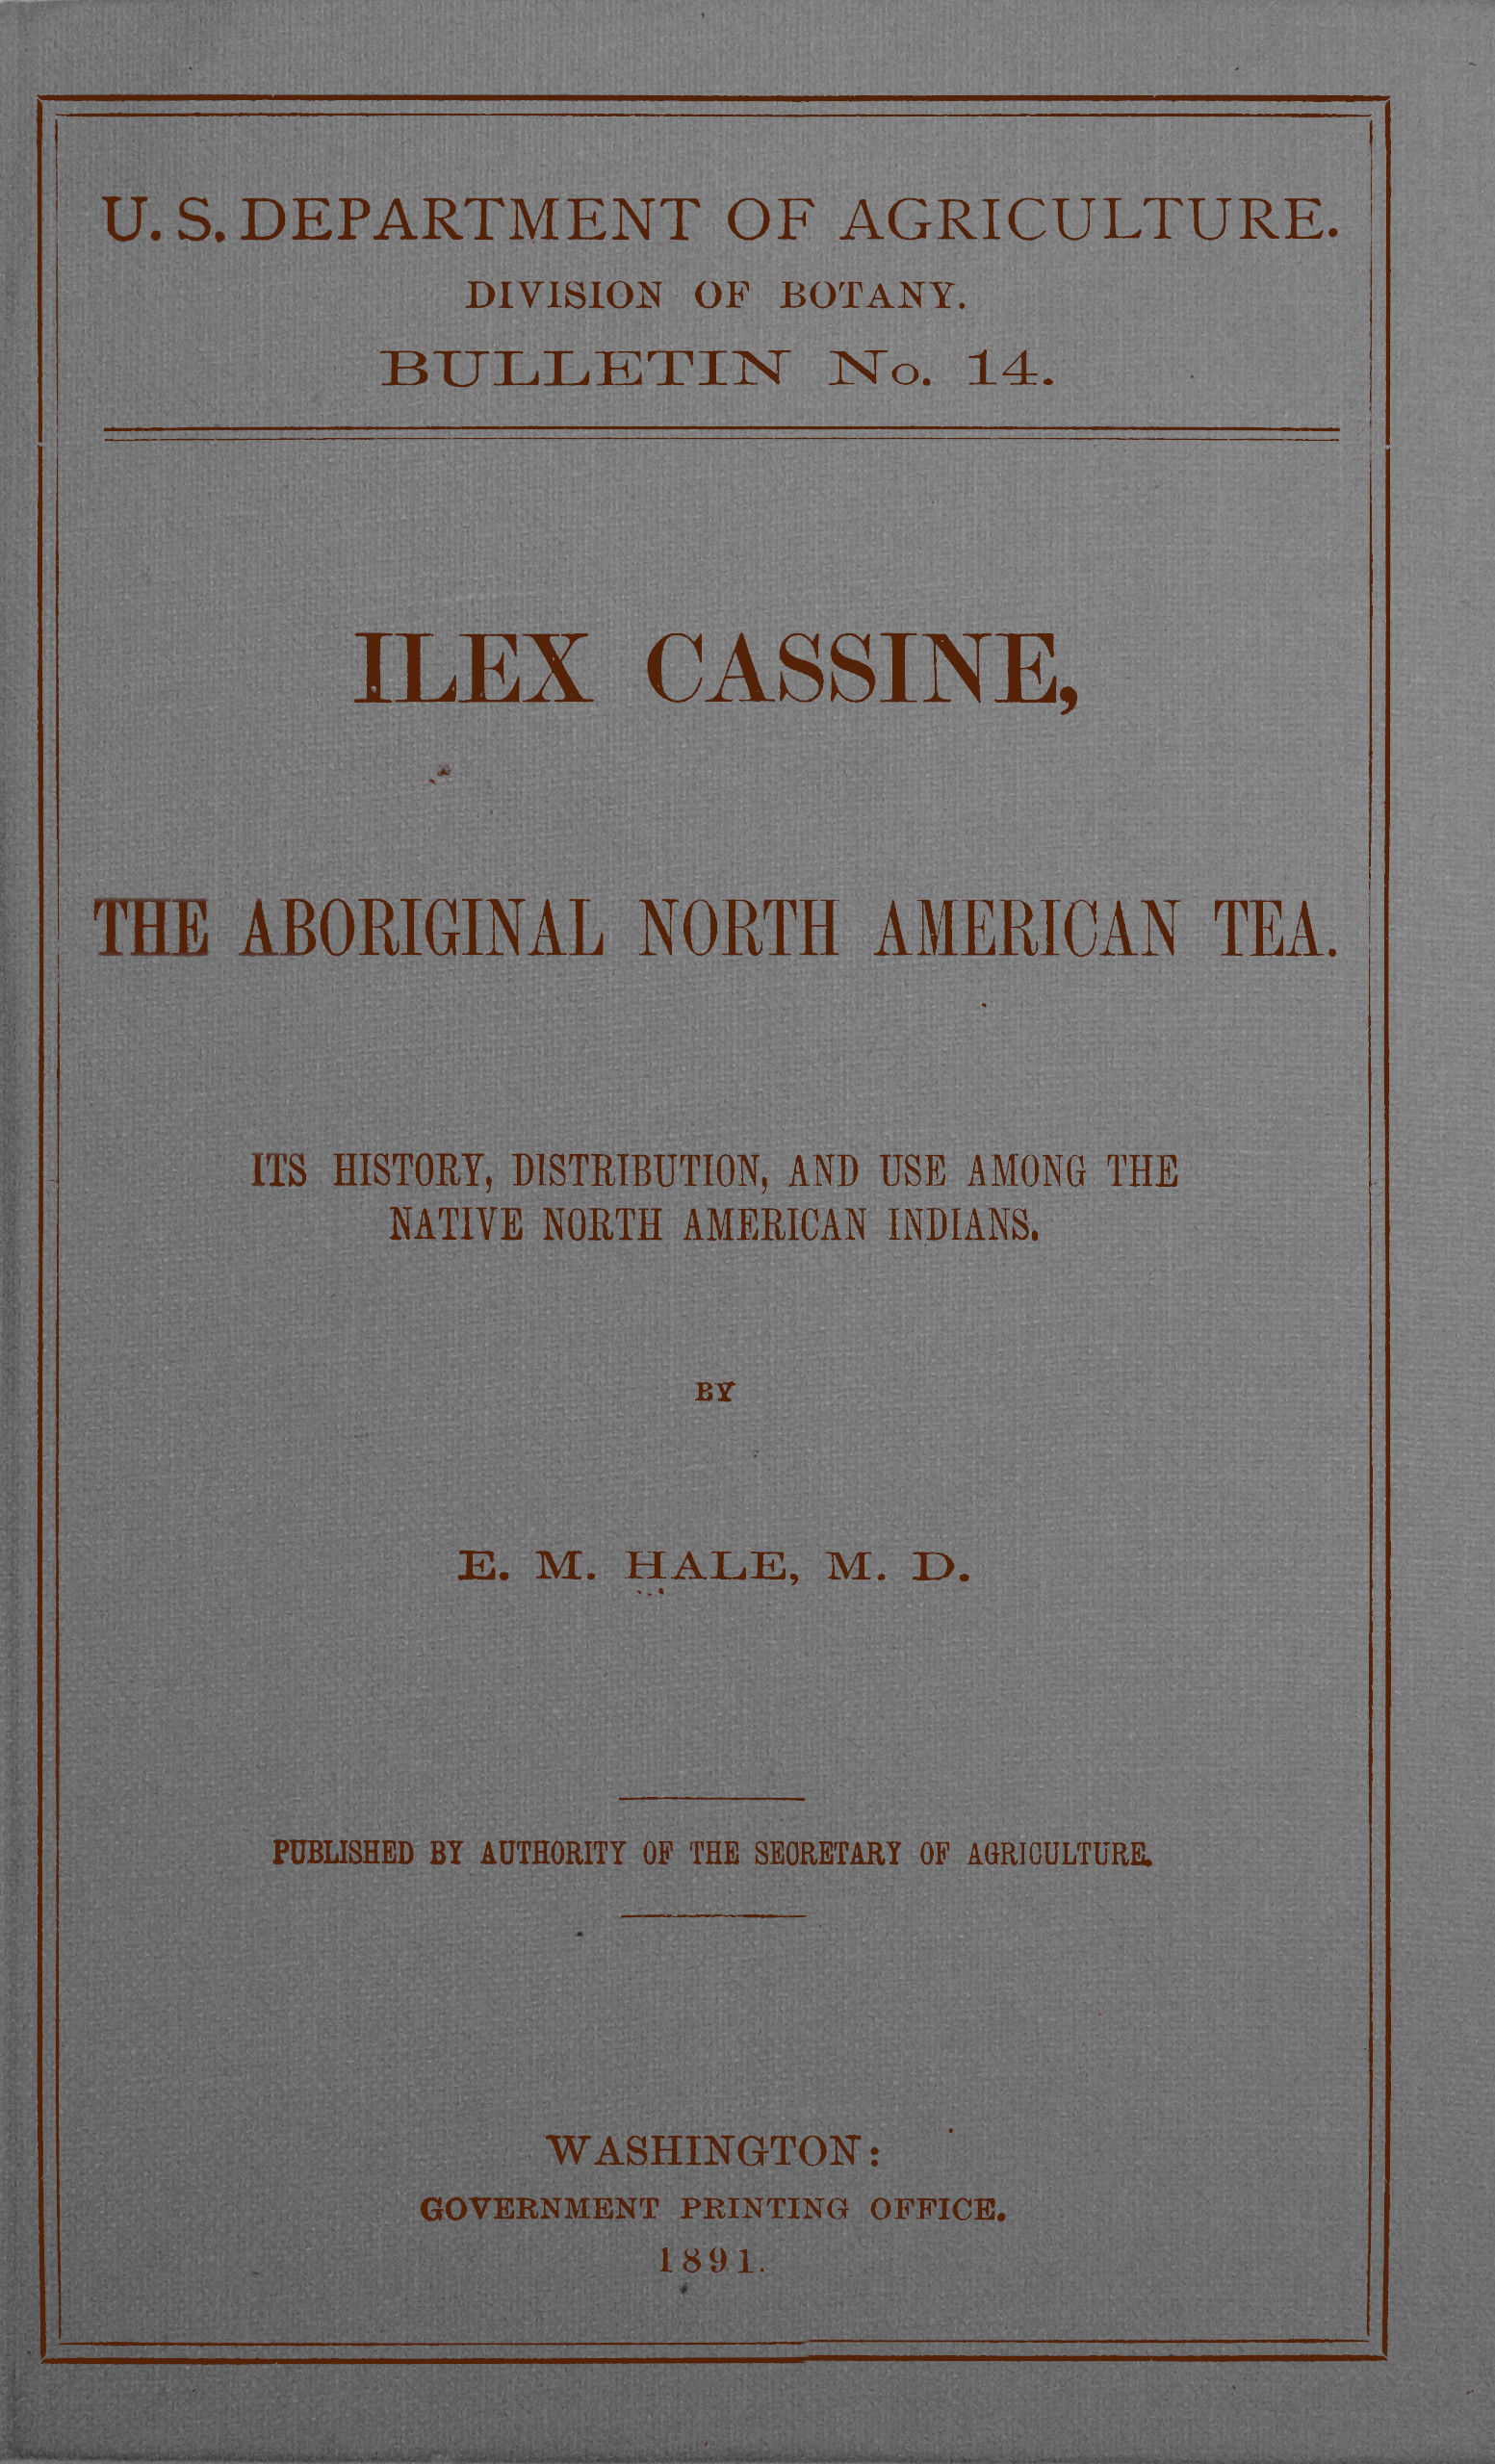 U. S. DEPARTMENT OF AGRICULTURE.
DIVISION OF BOTANY.
BULLETIN No. 14.
ILEX CASSINE,
THE ABORIGINAL NORTH AMERICAN TEA.
ITS HISTORY, DISTRIBUTION, AND USE AMONG THE
NATIVE NORTH AMERICAN INDIANS.
BY
E. M. HALE, M. D.
PUBLISHED BY AUTHORITY OF THE SECRETARY OF AGRICULTURE.
WASHINGTON:
GOVERNMENT PRINTING OFFICE.
1891.